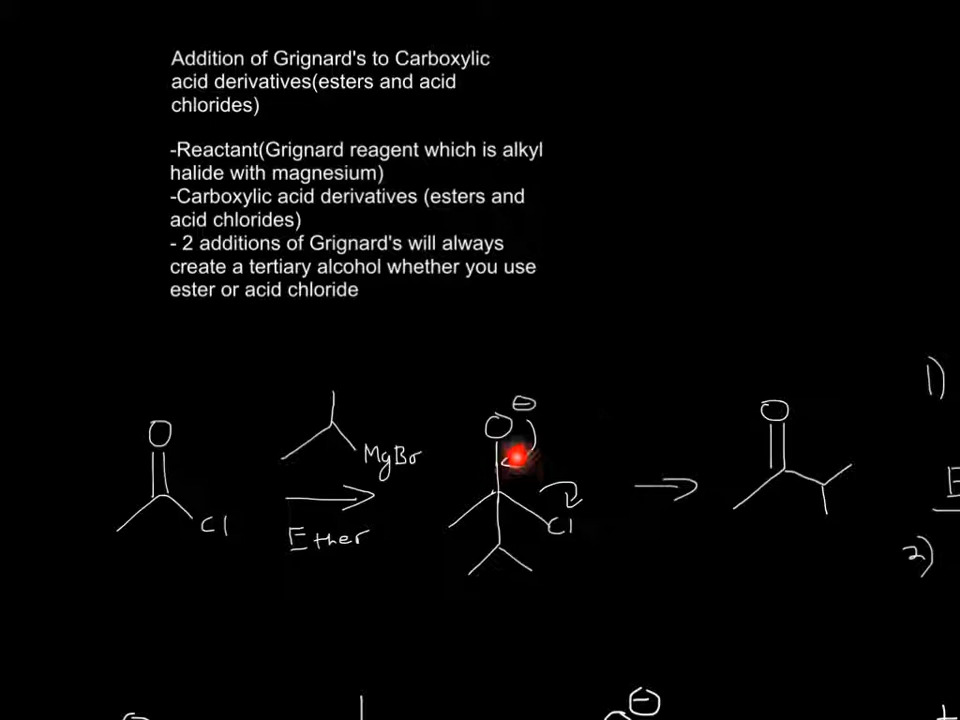 Addition of Grignard's to Carboxylic
acid derivatives(esters and acid
chlorides)
-Reactant(Grignard reagent which is alkyl
halide with magnesium)
-Carboxylic acid derivatives (esters and
acid chlorides)
- 2 additions of Grignard's will always
create a tertiary alcohol whether you use
ester or acid chloride
1)
O
MgBr
Cl
Ether
O
Cl
O
2)